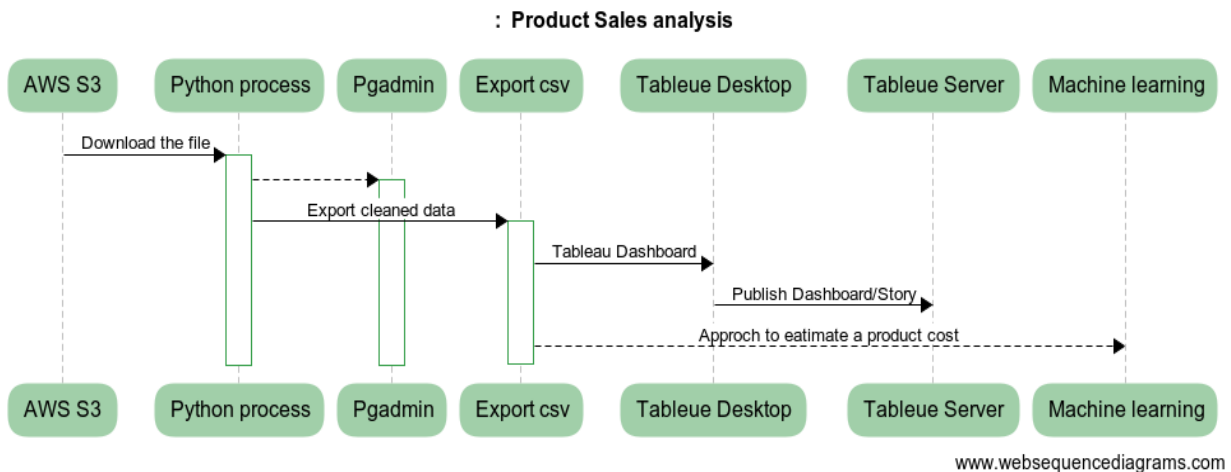 : Product Sales analysis
AWS S3 Python process Pgadmin Export csv Tableue Desktop Tableue Server Machine learning
Download the file
Export cleaned data
Tableau Dashboard
Publish Dashboard/Story
Approch to eatimate a product cost
AWS S3 Python process Pgadmin Export csv Tableue Desktop Tableue Server Machine learning
www.websequencediagrams.com